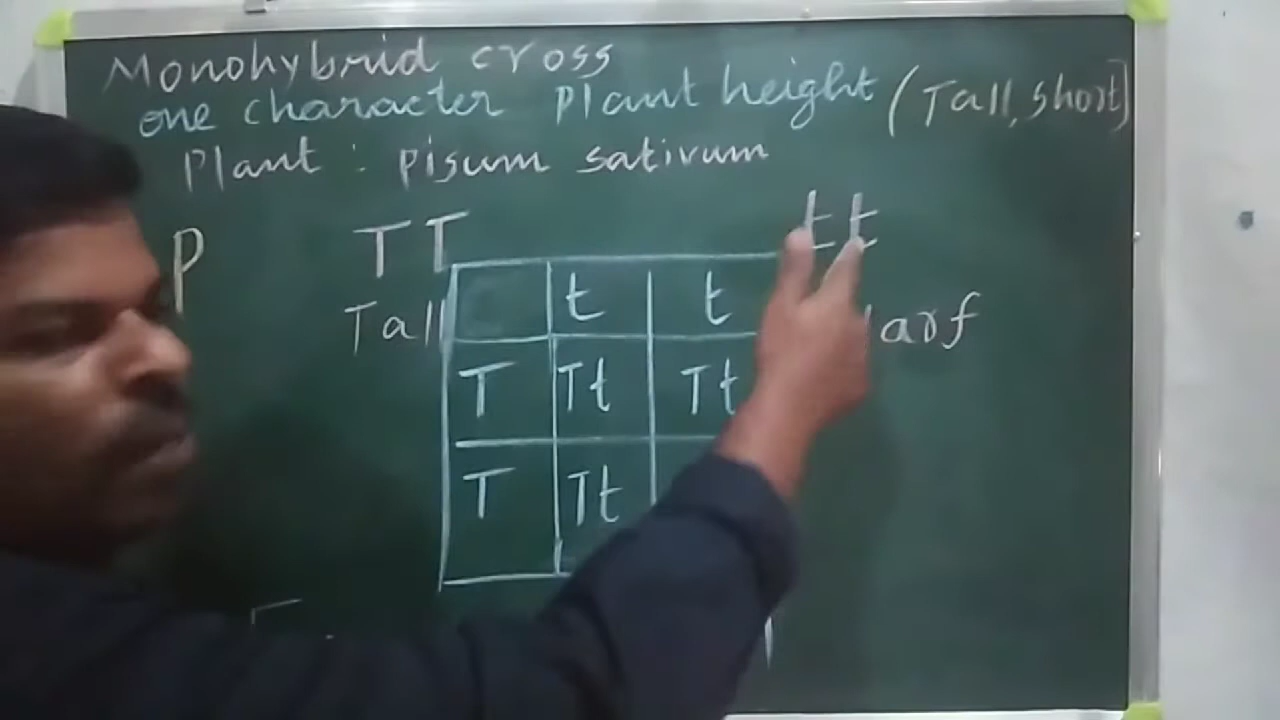 Monohybrid cross
one character Plant height (Tall, short)
Plant : Pisum sativum
P TT tt
Tall
t t
T Tt Tt
T Tt